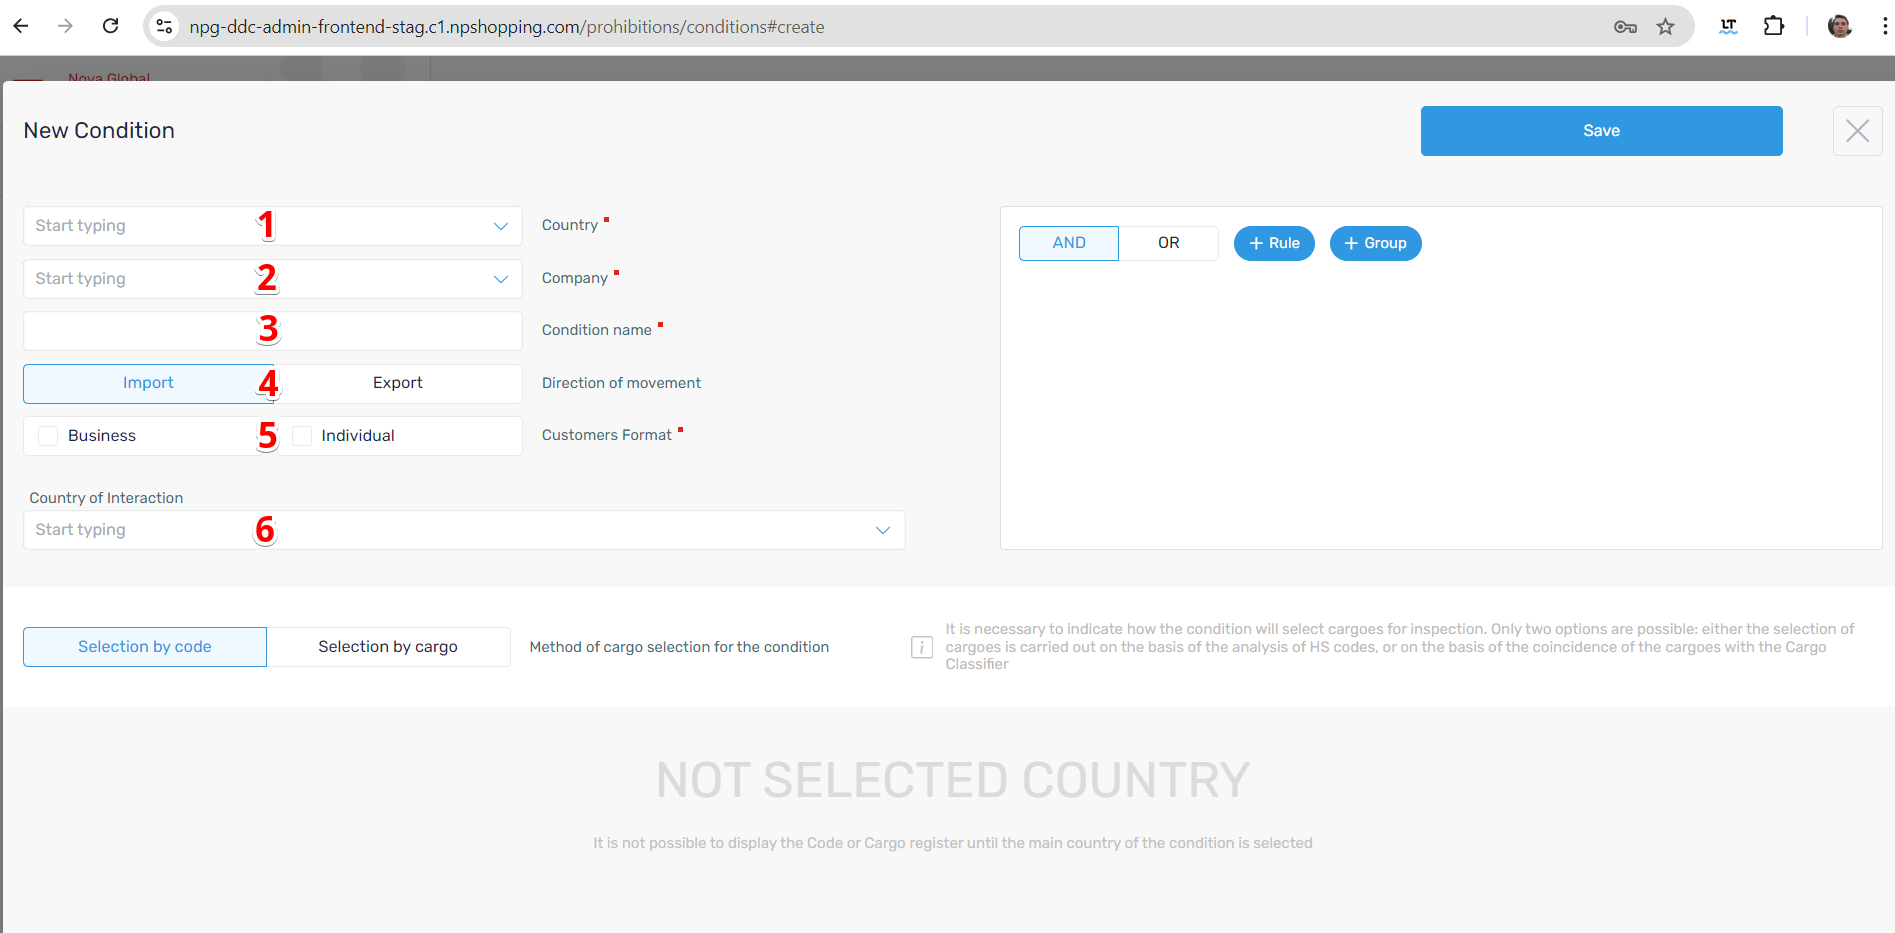 npg-ddc-admin-frontend-stag.c1.npshopping.com/prohibitions/conditions#create
LT
Nova Global
New Condition
Save
Start typing 1 Country
Start typing 2 Company
3 Condition name
Import 4 Export Direction of movement
Business 5 Individual Customers Format
Country of Interaction
Start typing 6
AND OR + Rule + Group
Selection by code Selection by cargo Method of cargo selection for the condition
i
It is necessary to indicate how the condition will select cargoes for inspection. Only two options are possible: either the selection of
cargoes is carried out on the basis of the analysis of HS codes, or on the basis of the coincidence of the cargoes with the Cargo
Classifier
NOT SELECTED COUNTRY
It is not possible to display the Code or Cargo register until the main country of the condition is selected